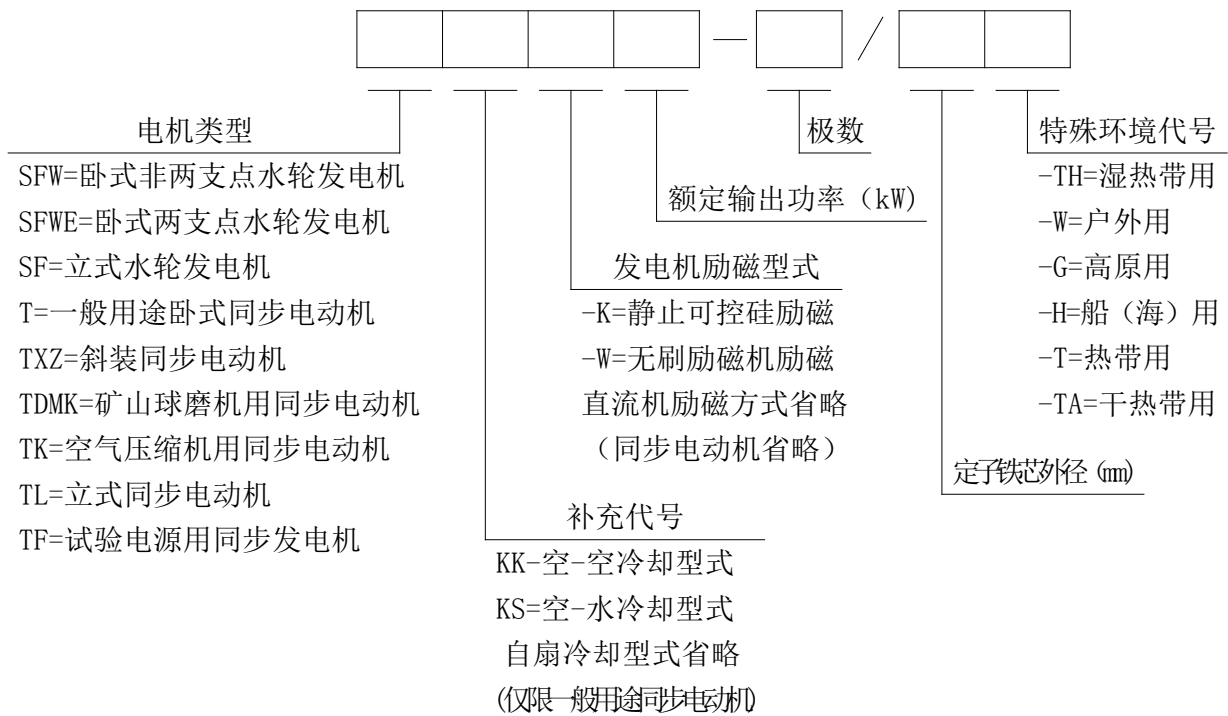 — /
电机类型
SFW=卧式非两支点水轮发电机
SFWE=卧式两支点水轮发电机
SF=立式水轮发电机
T=一般用途卧式同步电动机
TXZ=斜装同步电动机
TDMK=矿山球磨机用同步电动机
TK=空气压缩机用同步电动机
TL=立式同步电动机
TF=试验电源用同步发电机
补充代号
KK-空-空冷却型式
KS=空-水冷却型式
自扇冷却型式省略
(仅限一般用途同步电动机)
发电机励磁型式
-K=静止可控硅励磁
-W=无刷励磁机励磁
直流机励磁方式省略
（同步电动机省略）
额定输出功率（kW)
极数
定子铁芯外径(mm)
特殊环境代号
-TH=湿热带用
-W=户外用
-G=高原用
-H=船（海）用
-T=热带用
-TA=干热带用